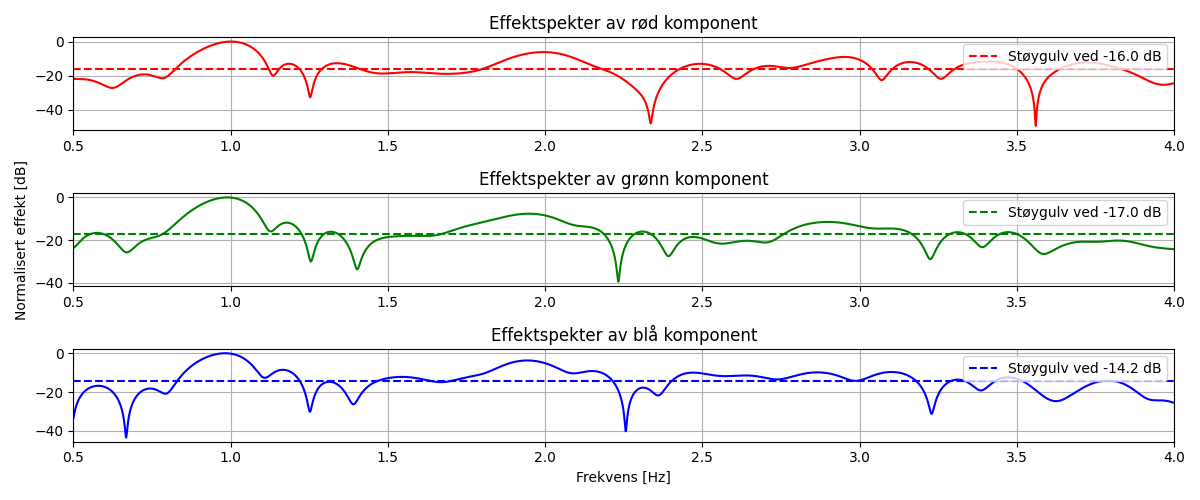 Effektspekter av rød komponent
0
−20
−40
Støygulv ved -16.0 dB
0.5 1.0 1.5 2.0 2.5 3.0 3.5 4.0
Effektspekter av grønn komponent
Normalisert effekt [dB]
0
−20
−40
Støygulv ved -17.0 dB
0.5 1.0 1.5 2.0 2.5 3.0 3.5 4.0
Effektspekter av blå komponent
0
−20
−40
Støygulv ved -14.2 dB
0.5 1.0 1.5 2.0 2.5 3.0 3.5 4.0
Frekvens [Hz]